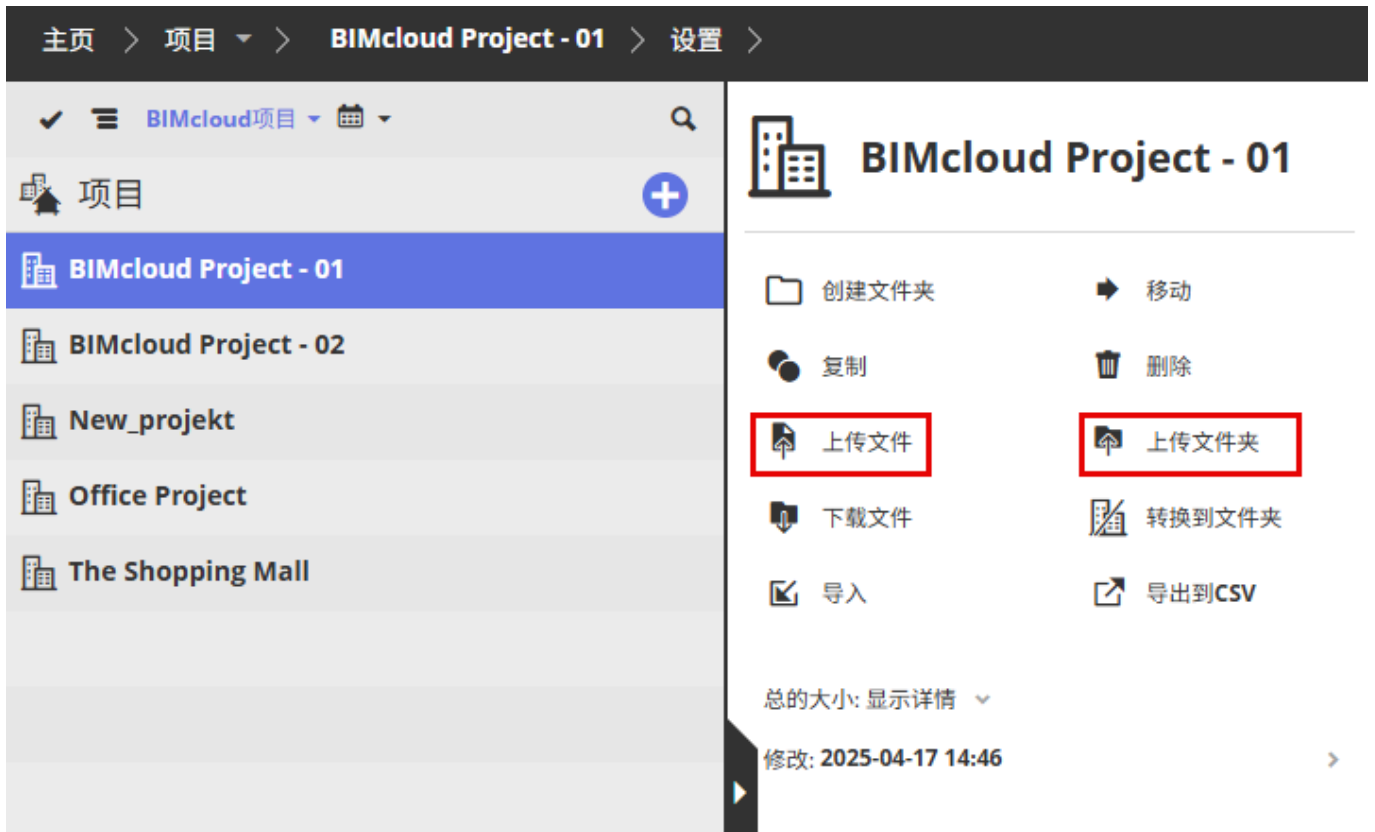 主页 > 项目 > BIMcloud Project - 01 > 设置 >
BIMcloud项目
项目
BIMcloud Project - 01
BIMcloud Project - 02
New_projekt
Office Project
The Shopping Mall
BIMcloud Project - 01
创建文件夹 移动
复制 删除
上传文件 上传文件夹
下载文件 转换到文件夹
导入 导出到CSV
总的大小: 显示详情
修改: 2025-04-17 14:46